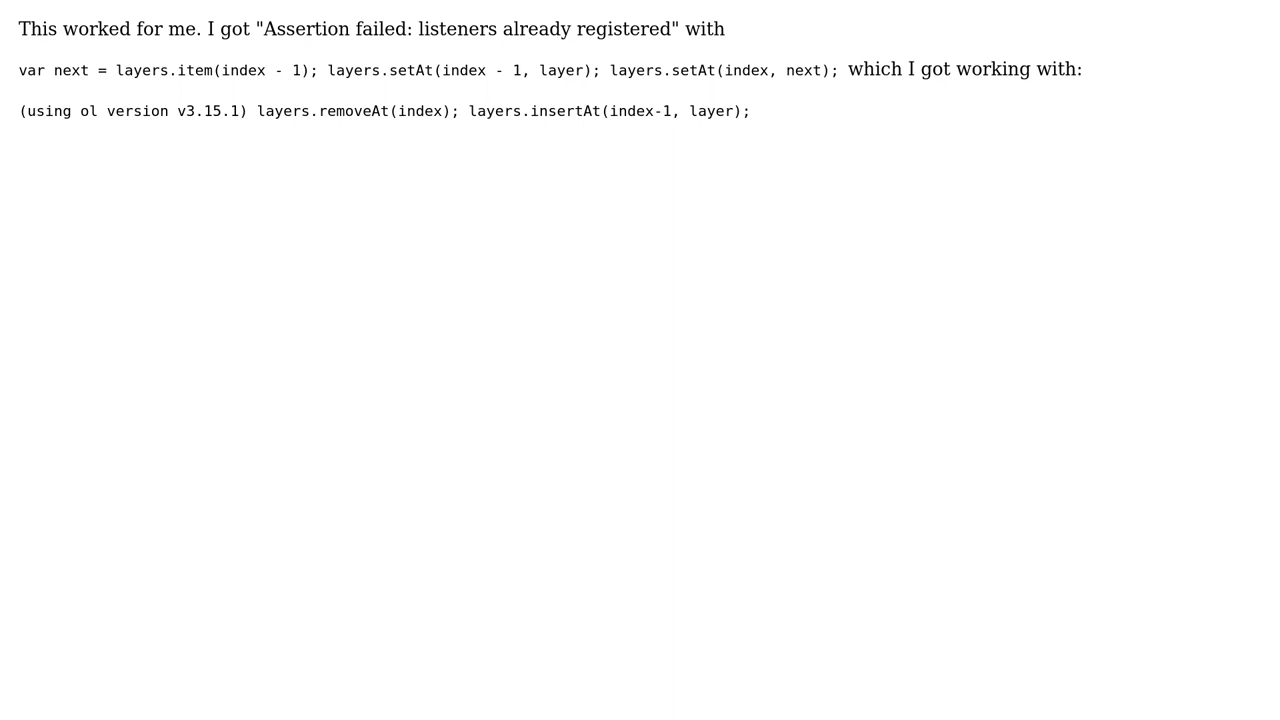 This worked for me. I got "Assertion failed: listeners already registered" with
var next = layers.item(index - 1); layers.setAt(index - 1, layer); layers.setAt(index, next); which I got working with:
(using ol version v3.15.1) layers.removeAt(index); layers.insertAt(index-1, layer);